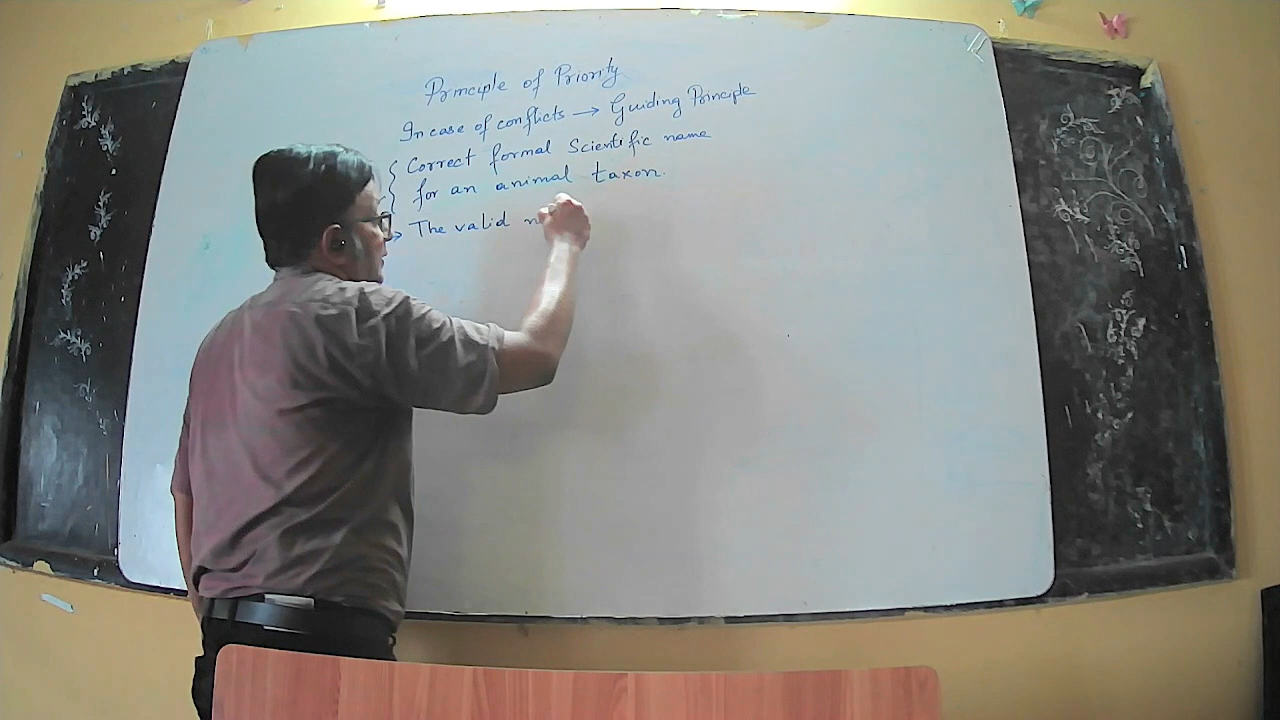 Principle of Priority
In case of conflicts → Guiding Principle
Correct formal Scientific name
for an animal taxon.
→ The valid n